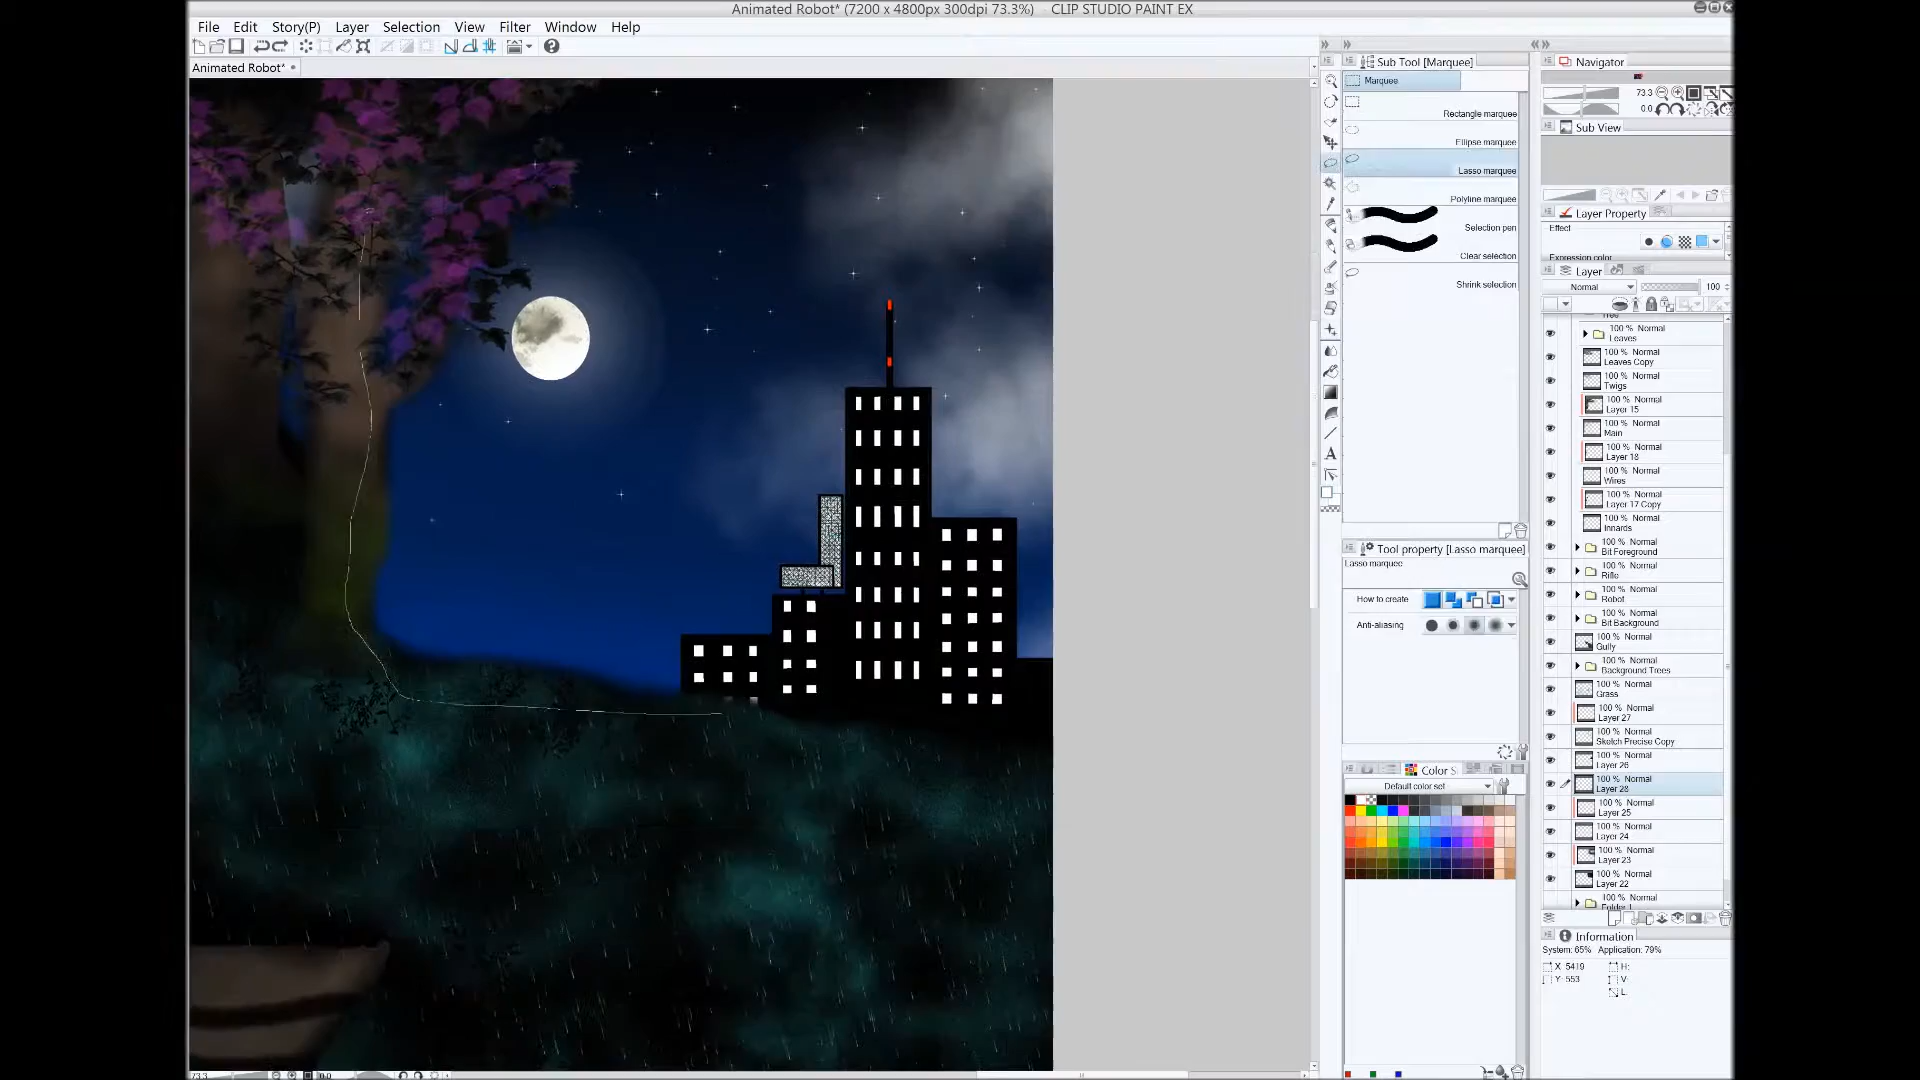 Animated Robot* (7200 x 4800px 300dpi 73.3%) - CLIP STUDIO PAINT EX
File Edit Story(P) Layer Selection View Filter Window Help
Animated Robot*
Sub Tool [Marquee]
Marquee
Rectangle marquee
Ellipse marquee
Lasso marquee
Polyline marquee
Selection pen
Clear selection
Shrink selection
Tool property [Lasso marquee]
Lasso marquee
How to create
Anti-aliasing
Color S
Default color set
Navigator
73.3
0.0
Sub View
Layer Property
Effect
Expression color
Layer
Normal 100
Tree
100 % Normal
Leaves
100 % Normal
Leaves Copy
100 % Normal
Twigs
100 % Normal
Layer 15
100 % Normal
Main
100 % Normal
Layer 18
100 % Normal
Wires
100 % Normal
Layer 17 Copy
100 % Normal
Innards
100 % Normal
Bit Foreground
100 % Normal
Rifle
100 % Normal
Robot
100 % Normal
Bit Background
100 % Normal
Gully
100 % Normal
Background Trees
100 % Normal
Grass
100 % Normal
Layer 27
100 % Normal
Sketch Precise Copy
100 % Normal
Layer 26
100 % Normal
Layer 28
100 % Normal
Layer 25
100 % Normal
Layer 24
100 % Normal
Layer 23
100 % Normal
Layer 22
100 % Normal
Folder 1
Information
System: 65% Application: 79%
X: 5419 H:
Y: 553 V:
L:
73.3 0.0